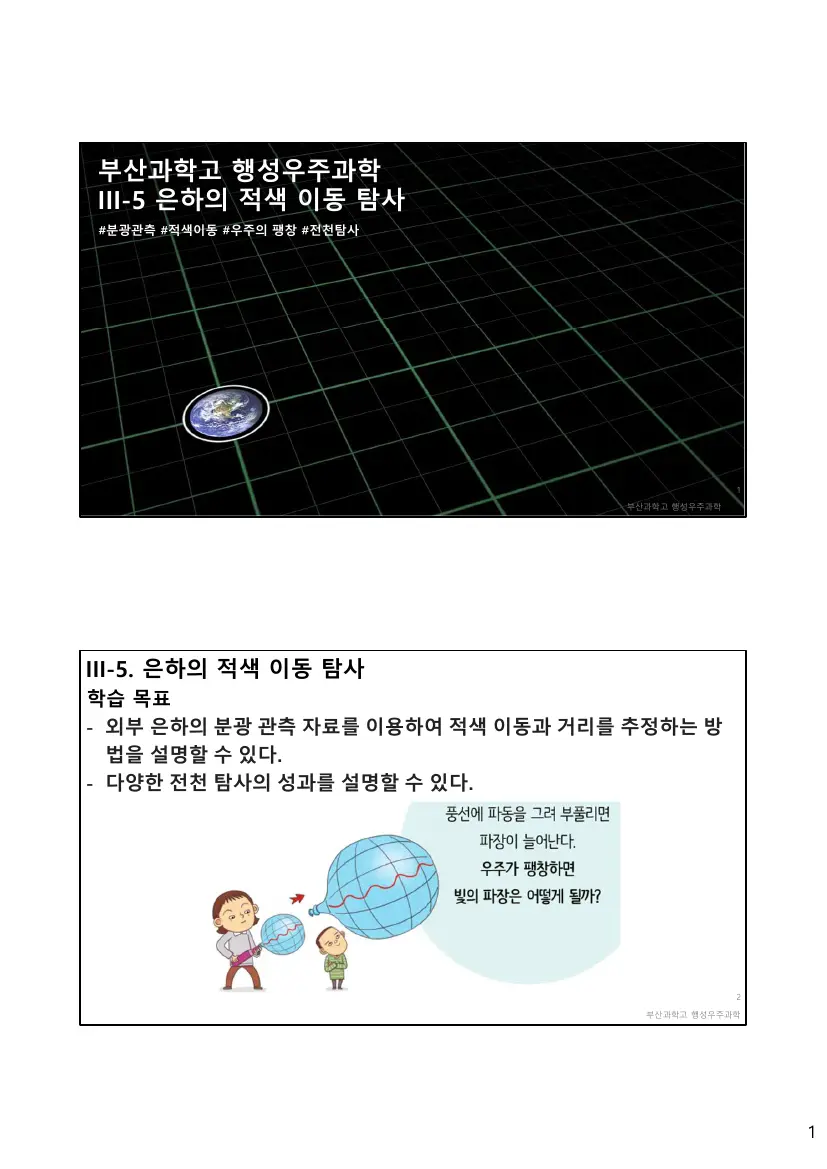 부산과학고 행성우주과학
III-5 은하의 적색 이동 탐사
#분광관측 #적색이동 #우주의 팽창 #전천탐사
1
부산과학고 행성우주과학
III-5. 은하의 적색 이동 탐사
학습 목표
- 외부 은하의 분광 관측 자료를 이용하여 적색 이동과 거리를 추정하는 방
법을 설명할 수 있다.
- 다양한 전천 탐사의 성과를 설명할 수 있다.
풍선에 파동을 그려 부풀리면
파장이 늘어난다.
우주가 팽창하면
빛의 파장은 어떻게 될까?
2
부산과학고 행성우주과학
1